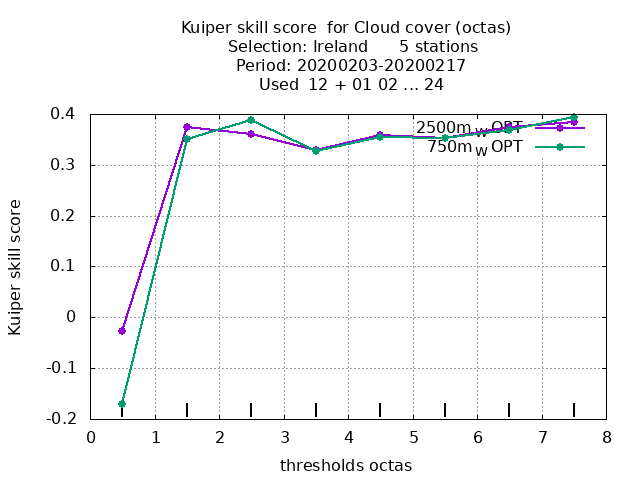 Kuiper skill score for Cloud cover (octas)
Selection: Ireland 5 stations
Period: 20200203-20200217
Used 12 + 01 02 ... 24
Kuiper skill score
0.4
0.3
0.2
0.1
0
-0.1
-0.2
2500m W OPT
750m W OPT
0 1 2 3 4 5 6 7 8
thresholds octas